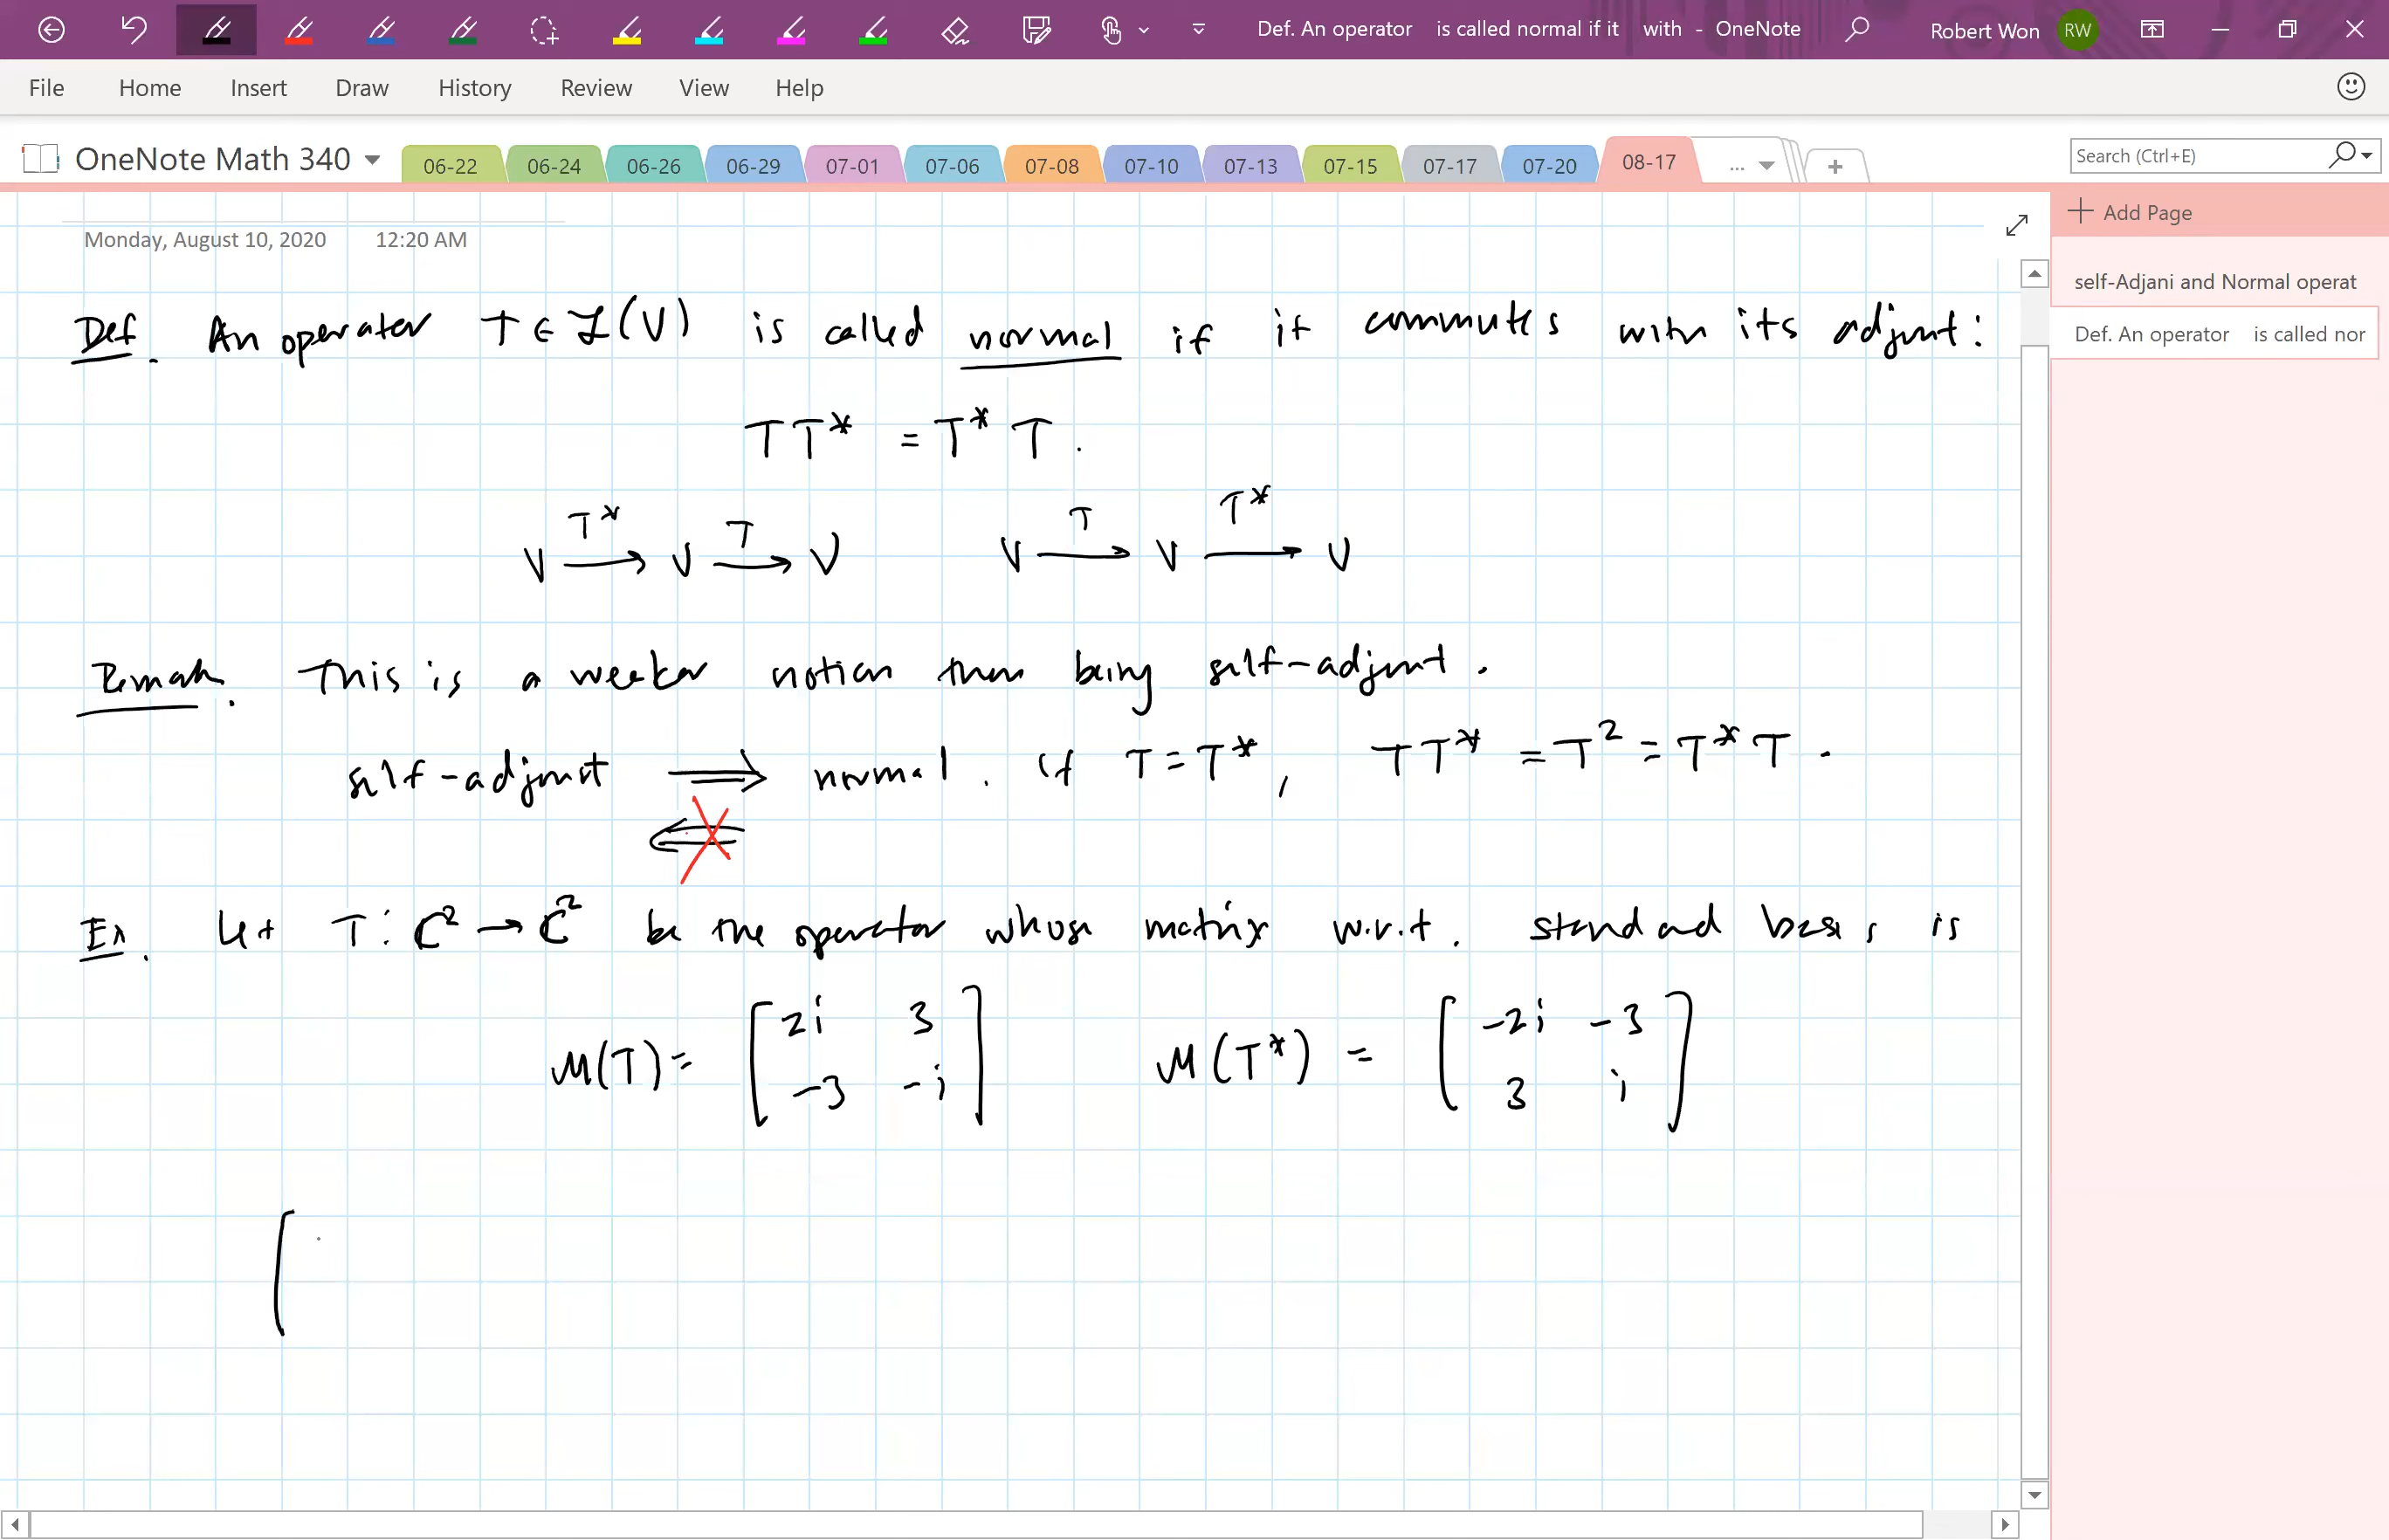 Def. An operator is called normal if it with - OneNote
Robert Won RW
File Home Insert Draw History Review View Help
OneNote Math 340
06-22 06-24 06-26 06-29 07-01 07-06 07-08 07-10 07-13 07-15 07-17 07-20 08-17 ... +
Search (Ctrl+E)
Add Page
self-Adjani and Normal operat
Def. An operator is called nor
Monday, August 10, 2020 12:20 AM
Def. An operator T ∈ ℒ(V) is called normal if it commutes with its adjoint:
TT* = T*T.
V →(T*) V →(T) V V →(T) V →(T*) V
Remark. This is a weaker notion than being self-adjoint.
self-adjoint ⟹ normal. If T = T*, TT* = T² = T*T.
⟸
Ex. Let T: ℂ² → ℂ² be the operator whose matrix w.r.t. standard basis is
M(T) = [2i 3; -3 -i] M(T*) = [-2i -3; 3 i]
[